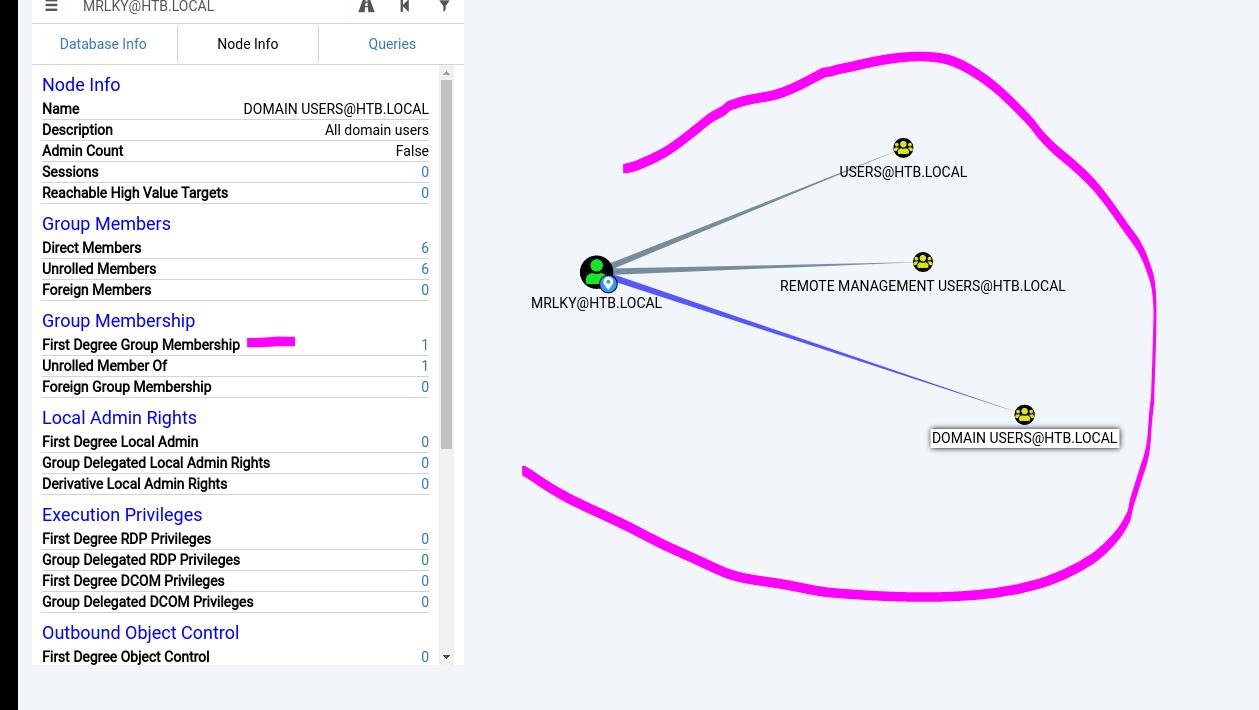 MRLKY@HTB.LOCAL
Database Info Node Info Queries
Node Info
Name DOMAIN USERS@HTB.LOCAL
Description All domain users
Admin Count False
Sessions 0
Reachable High Value Targets 0
Group Members
Direct Members 6
Unrolled Members 6
Foreign Members 0
Group Membership
First Degree Group Membership 1
Unrolled Member Of 1
Foreign Group Membership 0
Local Admin Rights
First Degree Local Admin 0
Group Delegated Local Admin Rights 0
Derivative Local Admin Rights 0
Execution Privileges
First Degree RDP Privileges 0
Group Delegated RDP Privileges 0
First Degree DCOM Privileges 0
Group Delegated DCOM Privileges 0
Outbound Object Control
First Degree Object Control 0
USERS@HTB.LOCAL
REMOTE MANAGEMENT USERS@HTB.LOCAL
MRLKY@HTB.LOCAL
DOMAIN USERS@HTB.LOCAL